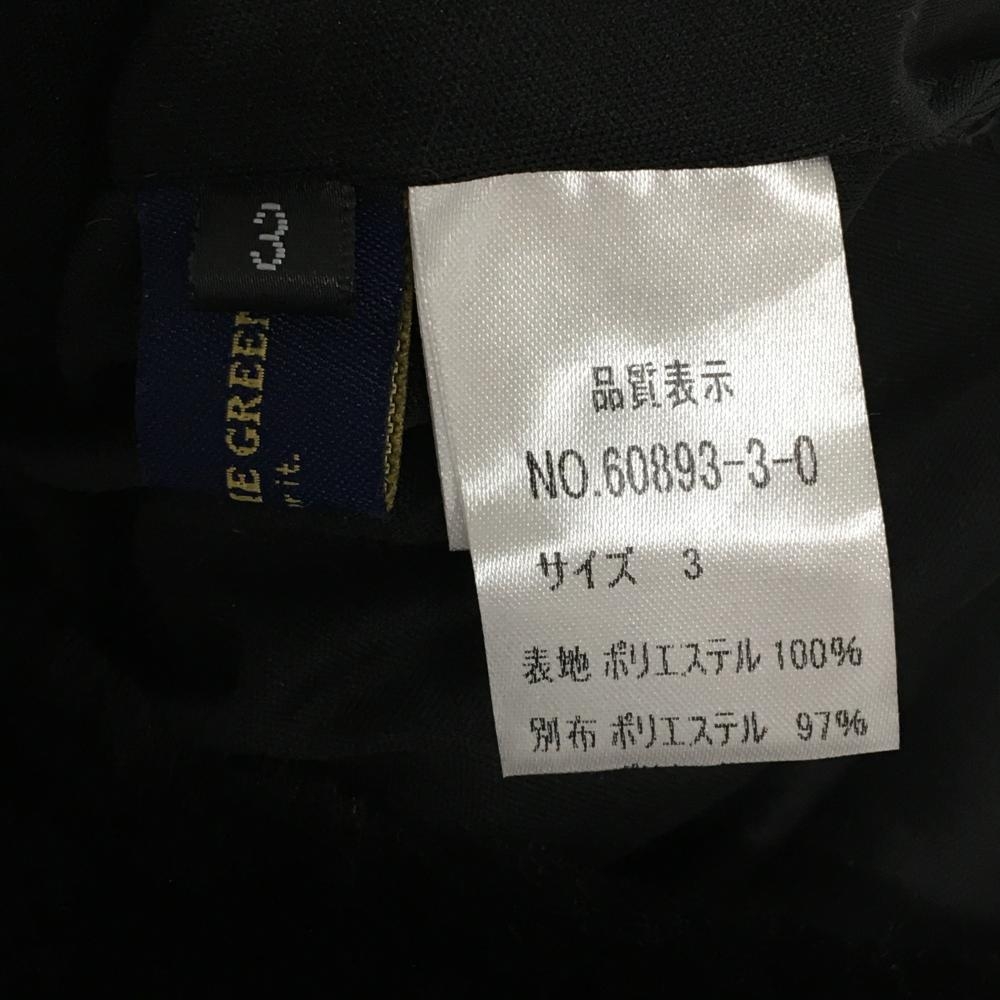 3
E GREEN
rit.
品質表示
NO.60893-3-0
サイズ 3
表地 ポリエステル 100%
別布 ポリエステル 97%